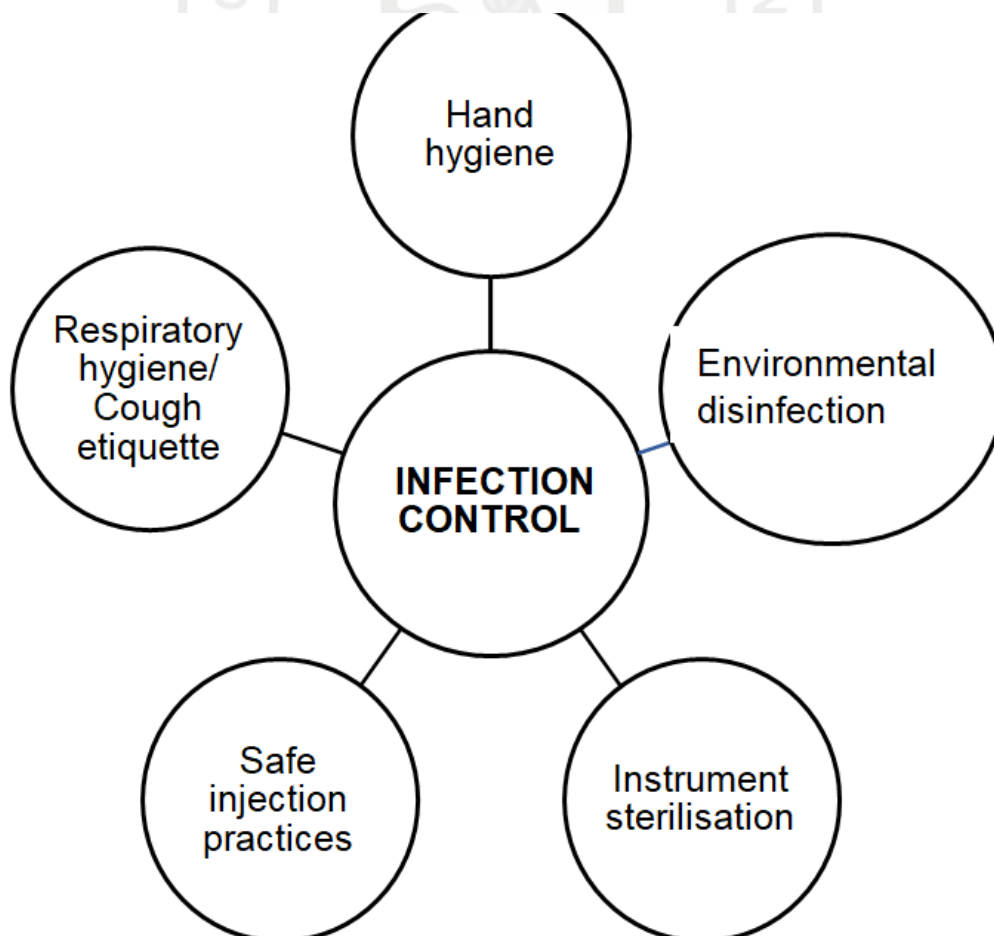 Hand
hygiene
Respiratory
hygiene/
Cough
etiquette
Environmental
disinfection
INFECTION
CONTROL
Safe
injection
practices
Instrument
sterilisation